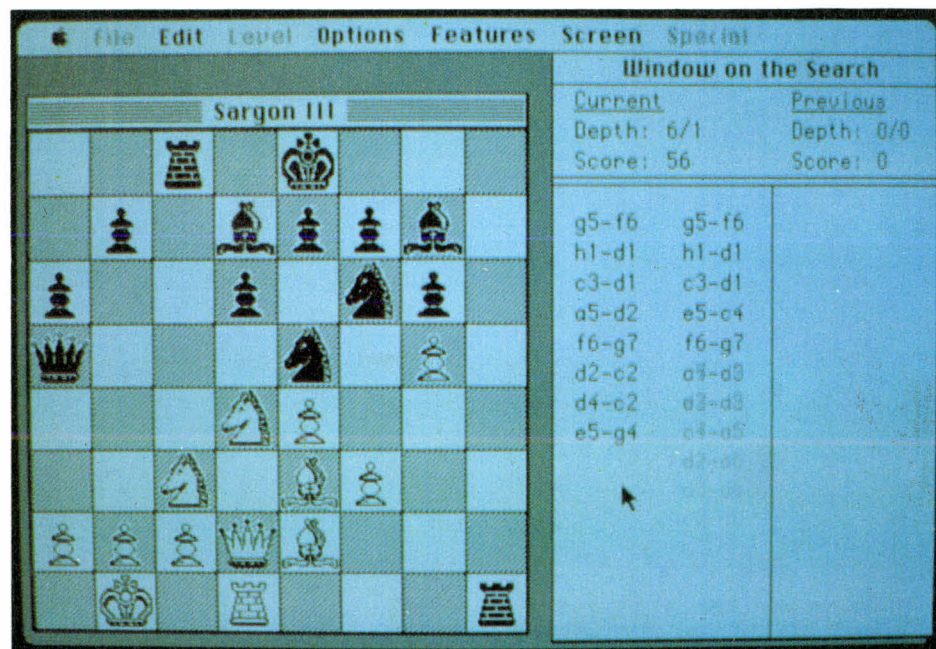 File Edit Level Options Features Screen Special
Sargon III
Window on the Search
Current Previous
Depth: 6/1 Depth: 0/0
Score: 56 Score: 0
g5-f6 g5-f6
h1-d1 h1-d1
c3-d1 c3-d1
a5-d2 e5-c4
f6-g7 f6-g7
d2-c2
d4-c2
e5-g4